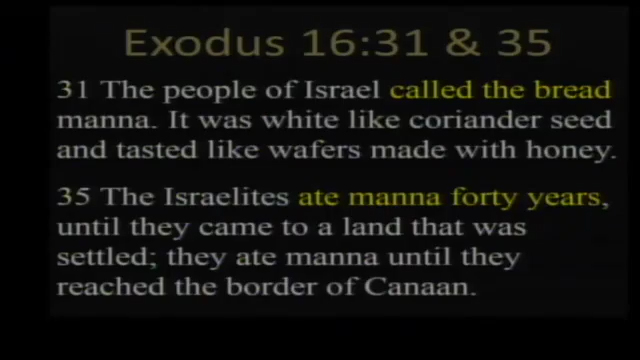 Exodus 16:31 & 35
31 The people of Israel called the bread
manna. It was white like coriander seed
and tasted like wafers made with honey.
35 The Israelites ate manna forty years,
until they came to a land that was
settled; they ate manna until they
reached the border of Canaan.